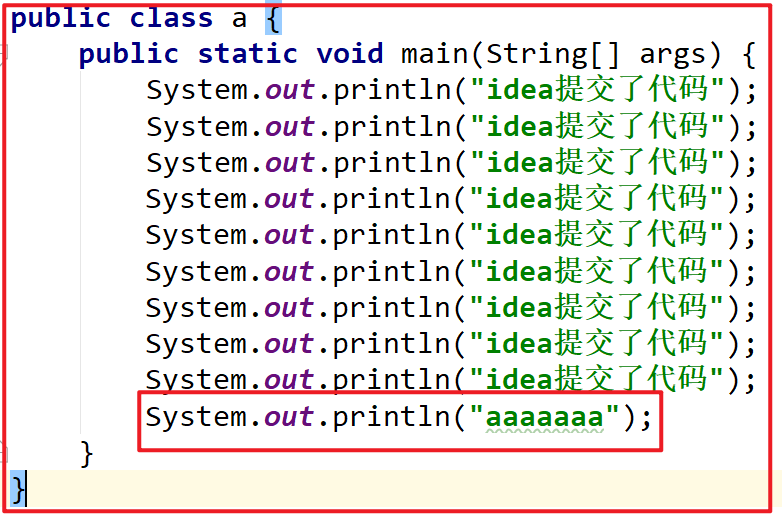 public class a {
    public static void main(String[] args) {
        System.out.println("idea提交了代码");
        System.out.println("idea提交了代码");
        System.out.println("idea提交了代码");
        System.out.println("idea提交了代码");
        System.out.println("idea提交了代码");
        System.out.println("idea提交了代码");
        System.out.println("idea提交了代码");
        System.out.println("idea提交了代码");
        System.out.println("idea提交了代码");
        System.out.println("aaaaaaa");
    }
}